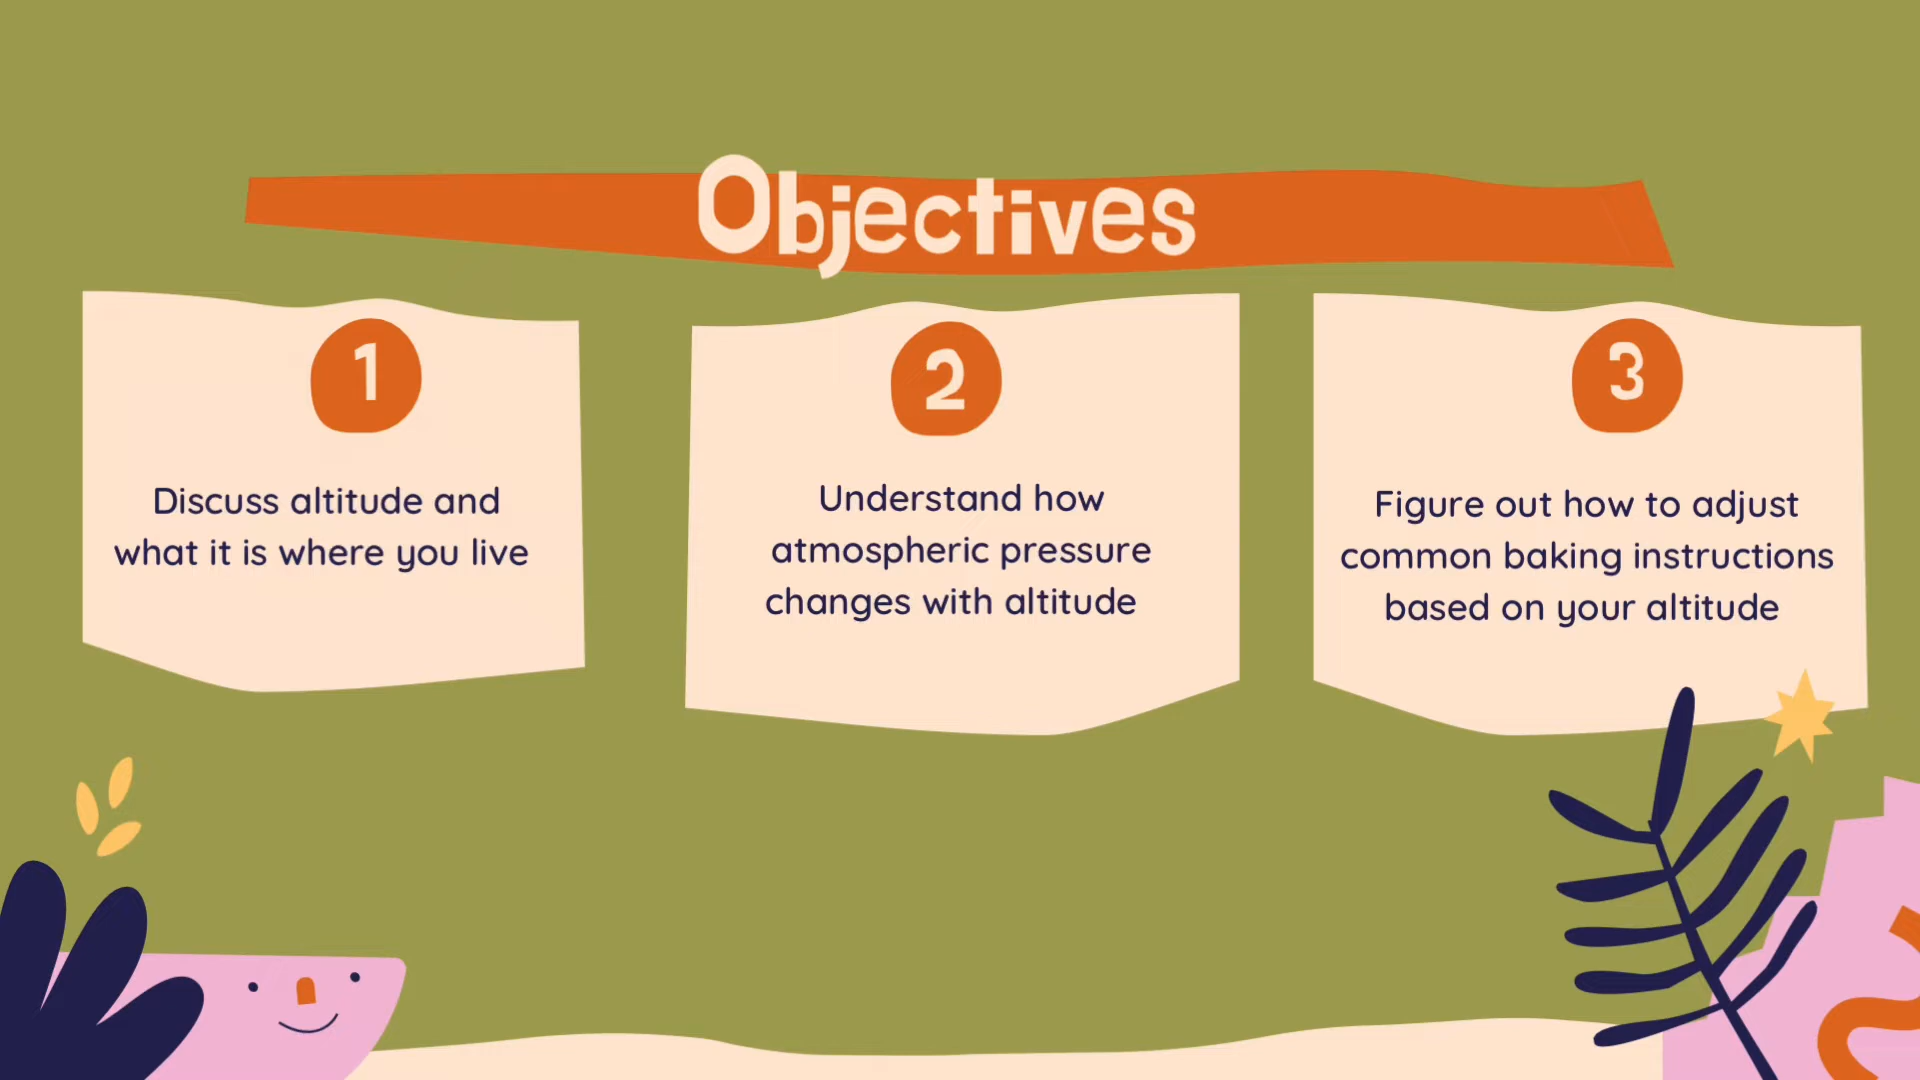 Objectives
1
Discuss altitude and
what it is where you live
2
Understand how
atmospheric pressure
changes with altitude
3
Figure out how to adjust
common baking instructions
based on your altitude